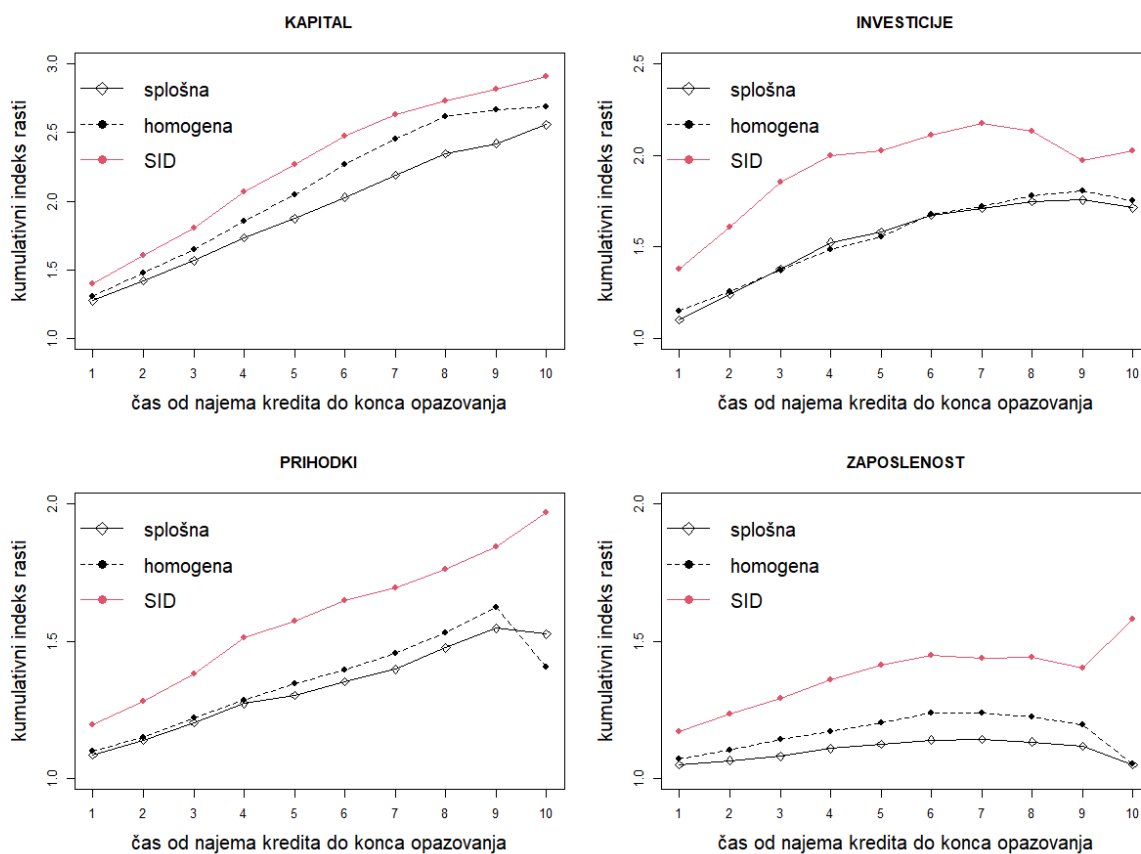 KAPITAL
kumulativni indeks rasti
3.0
2.5
2.0
1.5
1.0
splošna
homogena
SID
1 2 3 4 5 6 7 8 9 10
čas od najema kredita do konca opazovanja
INVESTICIJE
kumulativni indeks rasti
2.5
2.0
1.5
1.0
splošna
homogena
SID
1 2 3 4 5 6 7 8 9 10
čas od najema kredita do konca opazovanja
PRIHODKI
kumulativni indeks rasti
2.0
1.5
1.0
splošna
homogena
SID
1 2 3 4 5 6 7 8 9 10
čas od najema kredita do konca opazovanja
ZAPOSLENOST
kumulativni indeks rasti
2.0
1.5
1.0
splošna
homogena
SID
1 2 3 4 5 6 7 8 9 10
čas od najema kredita do konca opazovanja